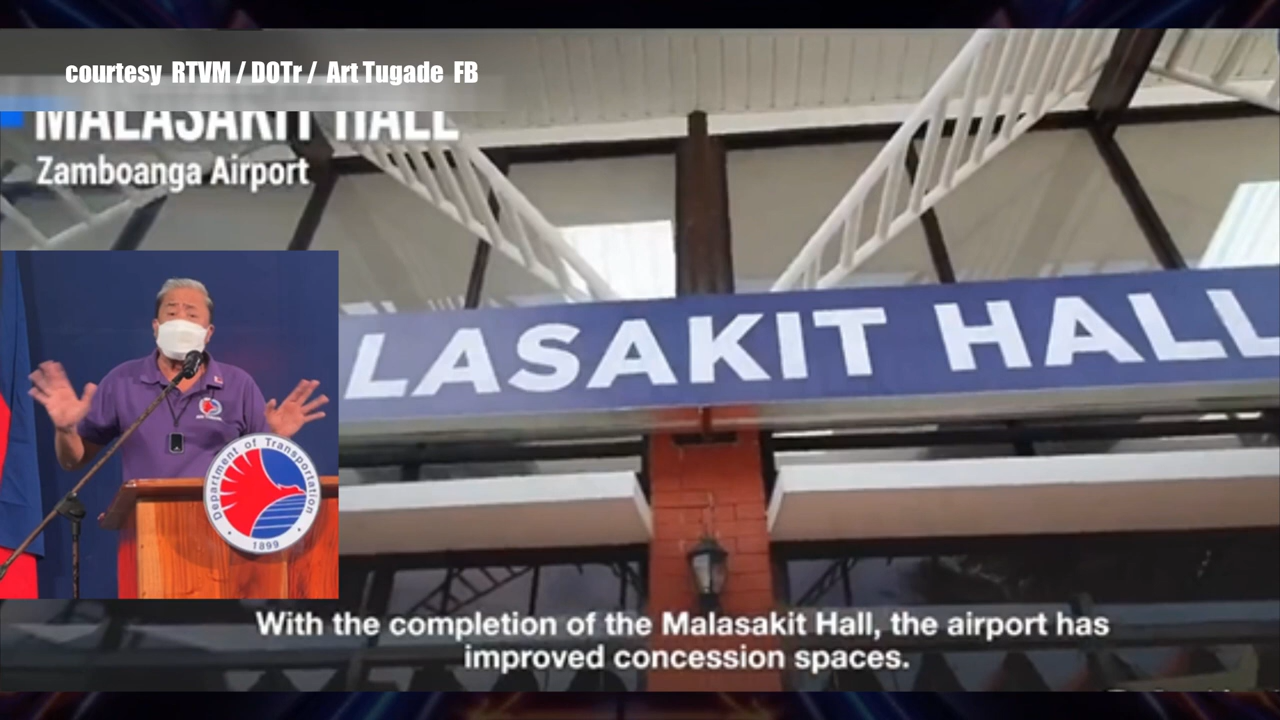 courtesy RTVM / DOTr / Art Tugade FB
MALASAKIT HALL
Zamboanga Airport
LASAKIT HALL
Department of Transportation
1899
With the completion of the Malasakit Hall, the airport has
improved concession spaces.